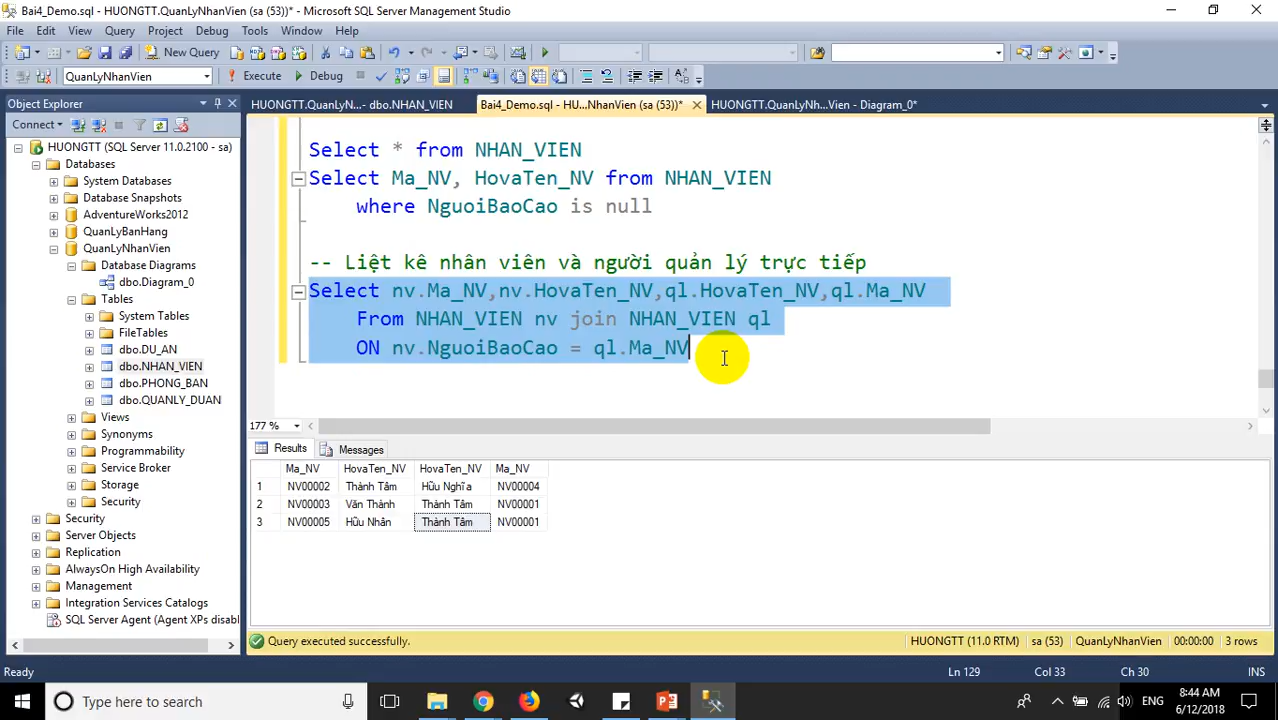 Bai4_Demo.sql - HUONGTT.QuanLyNhanVien (sa (53))* - Microsoft SQL Server Management Studio
File Edit View Query Project Debug Tools Window Help
New Query
QuanLyNhanVien Execute Debug
Object Explorer
HUONGTT.QuanLyN...- dbo.NHAN_VIEN Bai4_Demo.sql - HU...NhanVien (sa (53))* HUONGTT.QuanLyNh...Vien - Diagram_0*
Connect
HUONGTT (SQL Server 11.0.2100 - sa)
Databases
System Databases
Database Snapshots
AdventureWorks2012
QuanLyBanHang
QuanLyNhanVien
Database Diagrams
dbo.Diagram_0
Tables
System Tables
FileTables
dbo.DU_AN
dbo.NHAN_VIEN
dbo.PHONG_BAN
dbo.QUANLY_DUAN
Views
Synonyms
Programmability
Service Broker
Storage
Security
Security
Server Objects
Replication
AlwaysOn High Availability
Management
Integration Services Catalogs
SQL Server Agent (Agent XPs disabl
Select * from NHAN_VIEN
Select Ma_NV, HovaTen_NV from NHAN_VIEN
where NguoiBaoCao is null
-- Liệt kê nhân viên và người quản lý trực tiếp
Select nv.Ma_NV,nv.HovaTen_NV,ql.HovaTen_NV,ql.Ma_NV
From NHAN_VIEN nv join NHAN_VIEN ql
ON nv.NguoiBaoCao = ql.Ma_NV
177 %
Results Messages
Ma_NV HovaTen_NV HovaTen_NV Ma_NV
1 NV00002 Thành Tâm Hữu Nghĩa NV00004
2 NV00003 Văn Thành Thành Tâm NV00001
3 NV00005 Hữu Nhân Thành Tâm NV00001
Query executed successfully. HUONGTT (11.0 RTM) sa (53) QuanLyNhanVien 00:00:00 3 rows
Ready Ln 129 Col 33 Ch 30 INS
Type here to search ENG 8:44 AM
6/12/2018